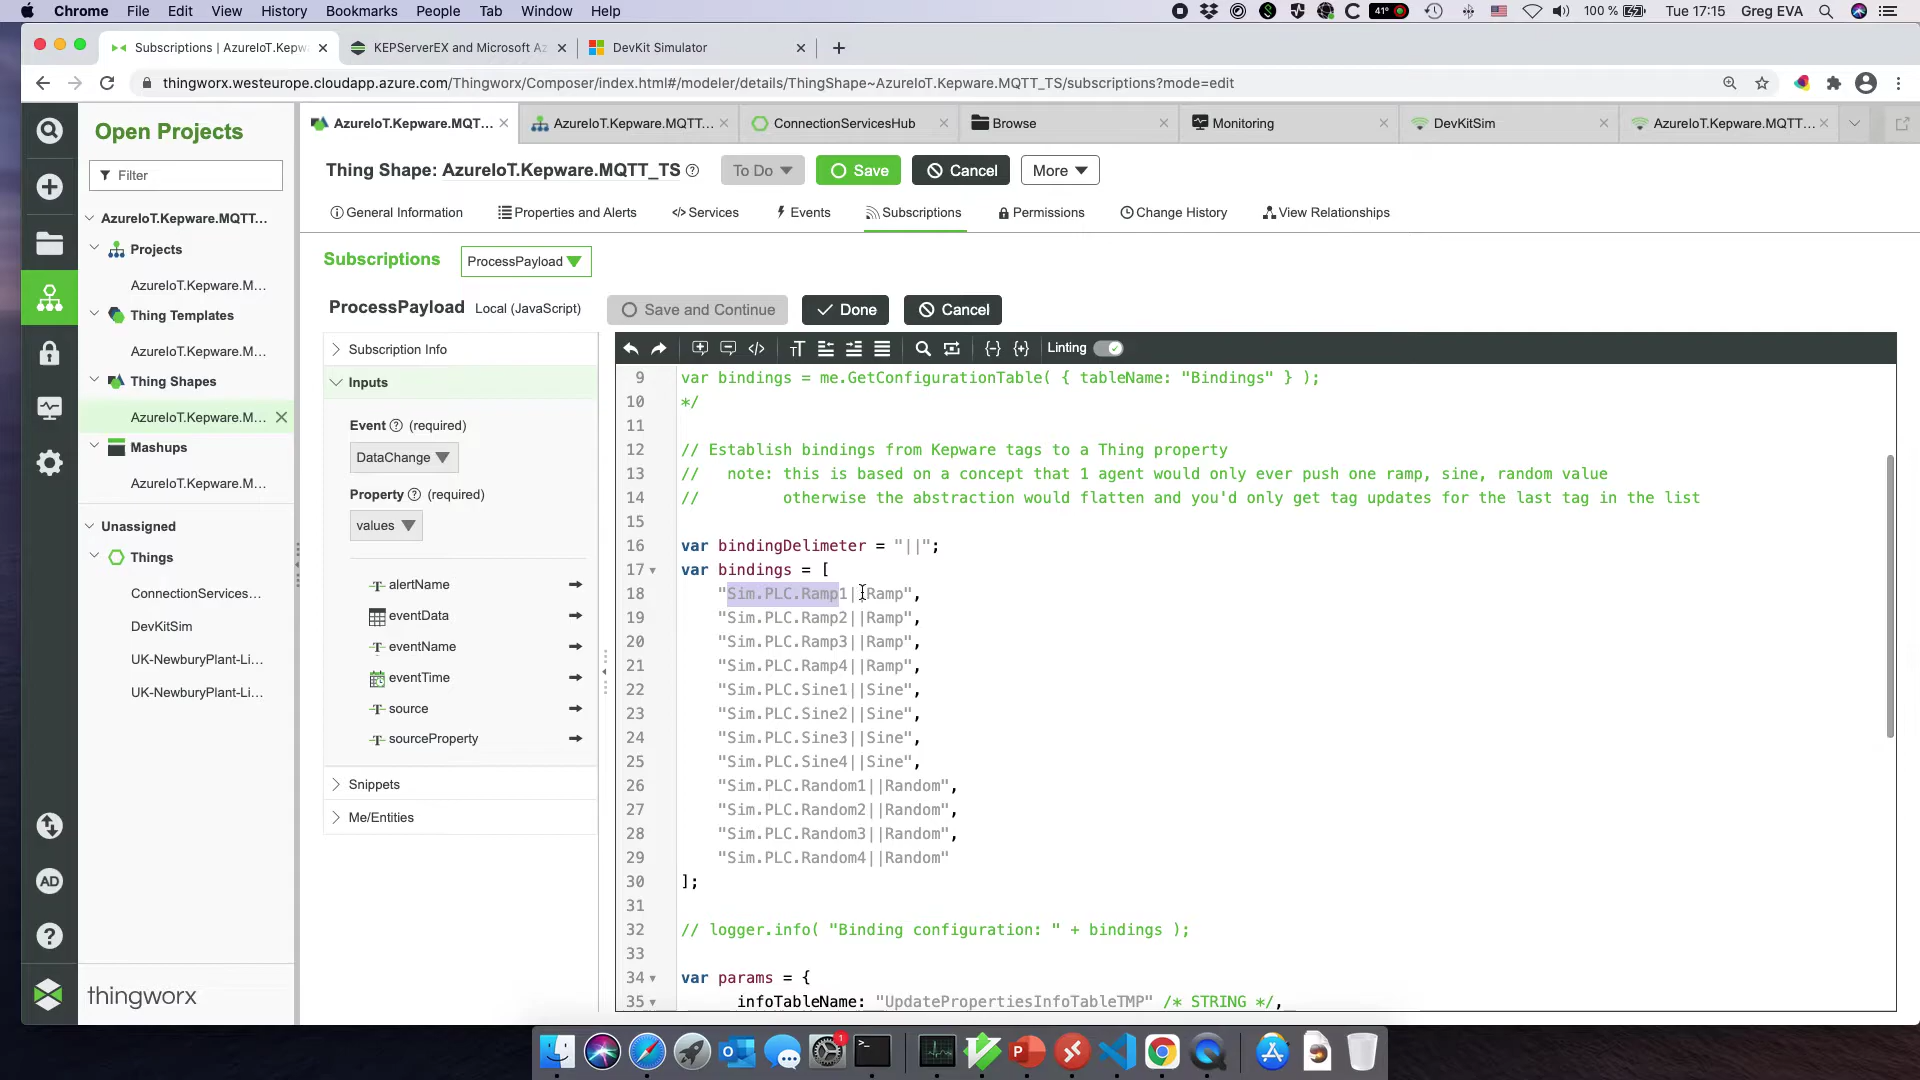 Chrome File Edit View History Bookmarks People Tab Window Help 41° 100 % Tue 17:15 Greg EVA
Subscriptions | AzureIoT.Kepw KEPServerEX and Microsoft Az DevKit Simulator
thingworx.westeurope.cloudapp.azure.com/Thingworx/Composer/index.html#/modeler/details/ThingShape~AzureIoT.Kepware.MQTT_TS/subscriptions?mode=edit
Open Projects
Filter
AzureIoT.Kepware.MQTT...
Projects
AzureIoT.Kepware.M...
Thing Templates
AzureIoT.Kepware.M...
Thing Shapes
AzureIoT.Kepware.M...
Mashups
AzureIoT.Kepware.M...
Unassigned
Things
ConnectionServices...
DevKitSim
UK-NewburyPlant-Li...
UK-NewburyPlant-Li...
AD
thingworx
AzureIoT.Kepware.MQT... AzureIoT.Kepware.MQTT... ConnectionServicesHub Browse Monitoring DevKitSim AzureIoT.Kepware.MQTT...
Thing Shape: AzureIoT.Kepware.MQTT_TS To Do Save Cancel More
General Information Properties and Alerts Services Events Subscriptions Permissions Change History View Relationships
Subscriptions ProcessPayload
ProcessPayload Local (JavaScript) Save and Continue Done Cancel
Subscription Info
Inputs
Event (required)
DataChange
Property (required)
values
alertName
eventData
eventName
eventTime
source
sourceProperty
Snippets
Me/Entities
Linting
9 var bindings = me.GetConfigurationTable( { tableName: "Bindings" } );
10 */
11
12 // Establish bindings from Kepware tags to a Thing property
13 // note: this is based on a concept that 1 agent would only ever push one ramp, sine, random value
14 // otherwise the abstraction would flatten and you'd only get tag updates for the last tag in the list
15
16 var bindingDelimeter = "||";
17 var bindings = [
18 "Sim.PLC.Ramp1||Ramp",
19 "Sim.PLC.Ramp2||Ramp",
20 "Sim.PLC.Ramp3||Ramp",
21 "Sim.PLC.Ramp4||Ramp",
22 "Sim.PLC.Sine1||Sine",
23 "Sim.PLC.Sine2||Sine",
24 "Sim.PLC.Sine3||Sine",
25 "Sim.PLC.Sine4||Sine",
26 "Sim.PLC.Random1||Random",
27 "Sim.PLC.Random2||Random",
28 "Sim.PLC.Random3||Random",
29 "Sim.PLC.Random4||Random"
30 ];
31
32 // logger.info( "Binding configuration: " + bindings );
33
34 var params = {
35 infoTableName: "UpdatePropertiesInfoTableTMP" /* STRING */,
1